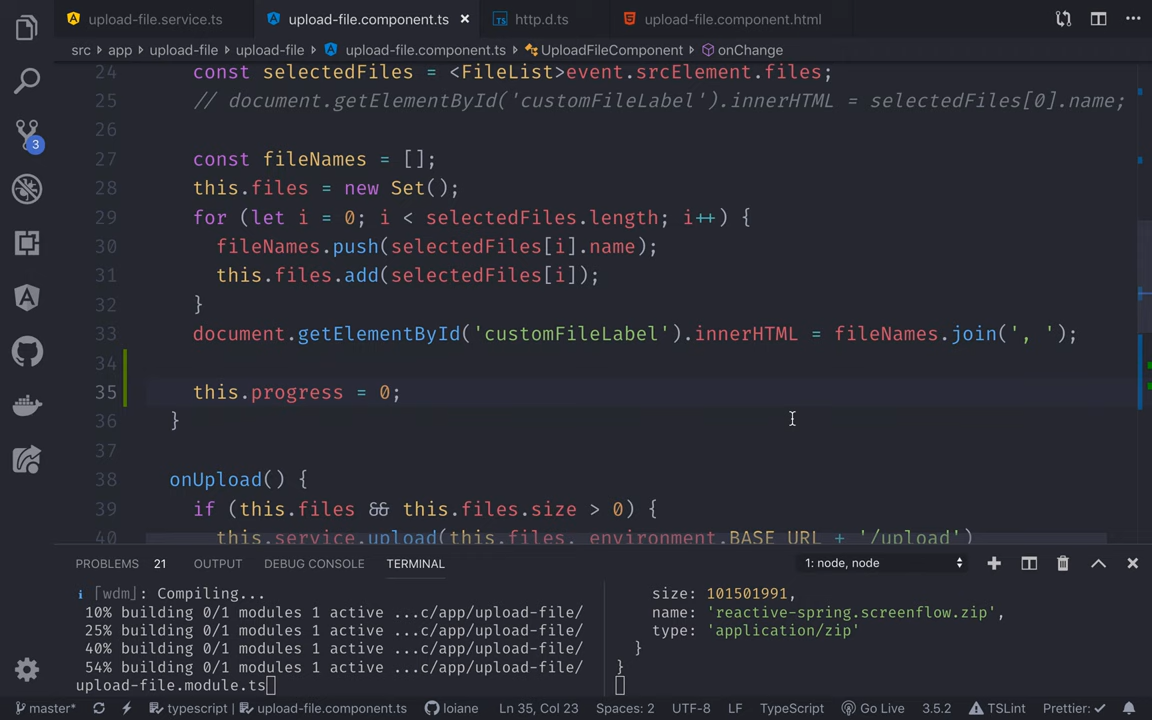 upload-file.service.ts upload-file.component.ts http.d.ts upload-file.component.html
src > app > upload-file > upload-file > upload-file.component.ts > UploadFileComponent > onChange
24 const selectedFiles = <FileList>event.srcElement.files;
25 // document.getElementById('customFileLabel').innerHTML = selectedFiles[0].name;
26
27 const fileNames = [];
28 this.files = new Set();
29 for (let i = 0; i < selectedFiles.length; i++) {
30 fileNames.push(selectedFiles[i].name);
31 this.files.add(selectedFiles[i]);
32 }
33 document.getElementById('customFileLabel').innerHTML = fileNames.join(', ');
34
35 this.progress = 0;
36 }
37
38 onUpload() {
39 if (this.files && this.files.size > 0) {
40 this.service.upload(this.files, environment.BASE_URL + '/upload')
3
PROBLEMS 21 OUTPUT DEBUG CONSOLE TERMINAL 1: node, node
i ｢wdm｣: Compiling...
10% building 0/1 modules 1 active ...c/app/upload-file/
25% building 0/1 modules 1 active ...c/app/upload-file/
40% building 0/1 modules 1 active ...c/app/upload-file/
54% building 0/1 modules 1 active ...c/app/upload-file/
upload-file.module.ts
size: 101501991,
name: 'reactive-spring.screenflow.zip',
type: 'application/zip'
}
}
master* typescript | upload-file.component.ts loiane Ln 35, Col 23 Spaces: 2 UTF-8 LF TypeScript Go Live 3.5.2 TSLint Prettier: ✓